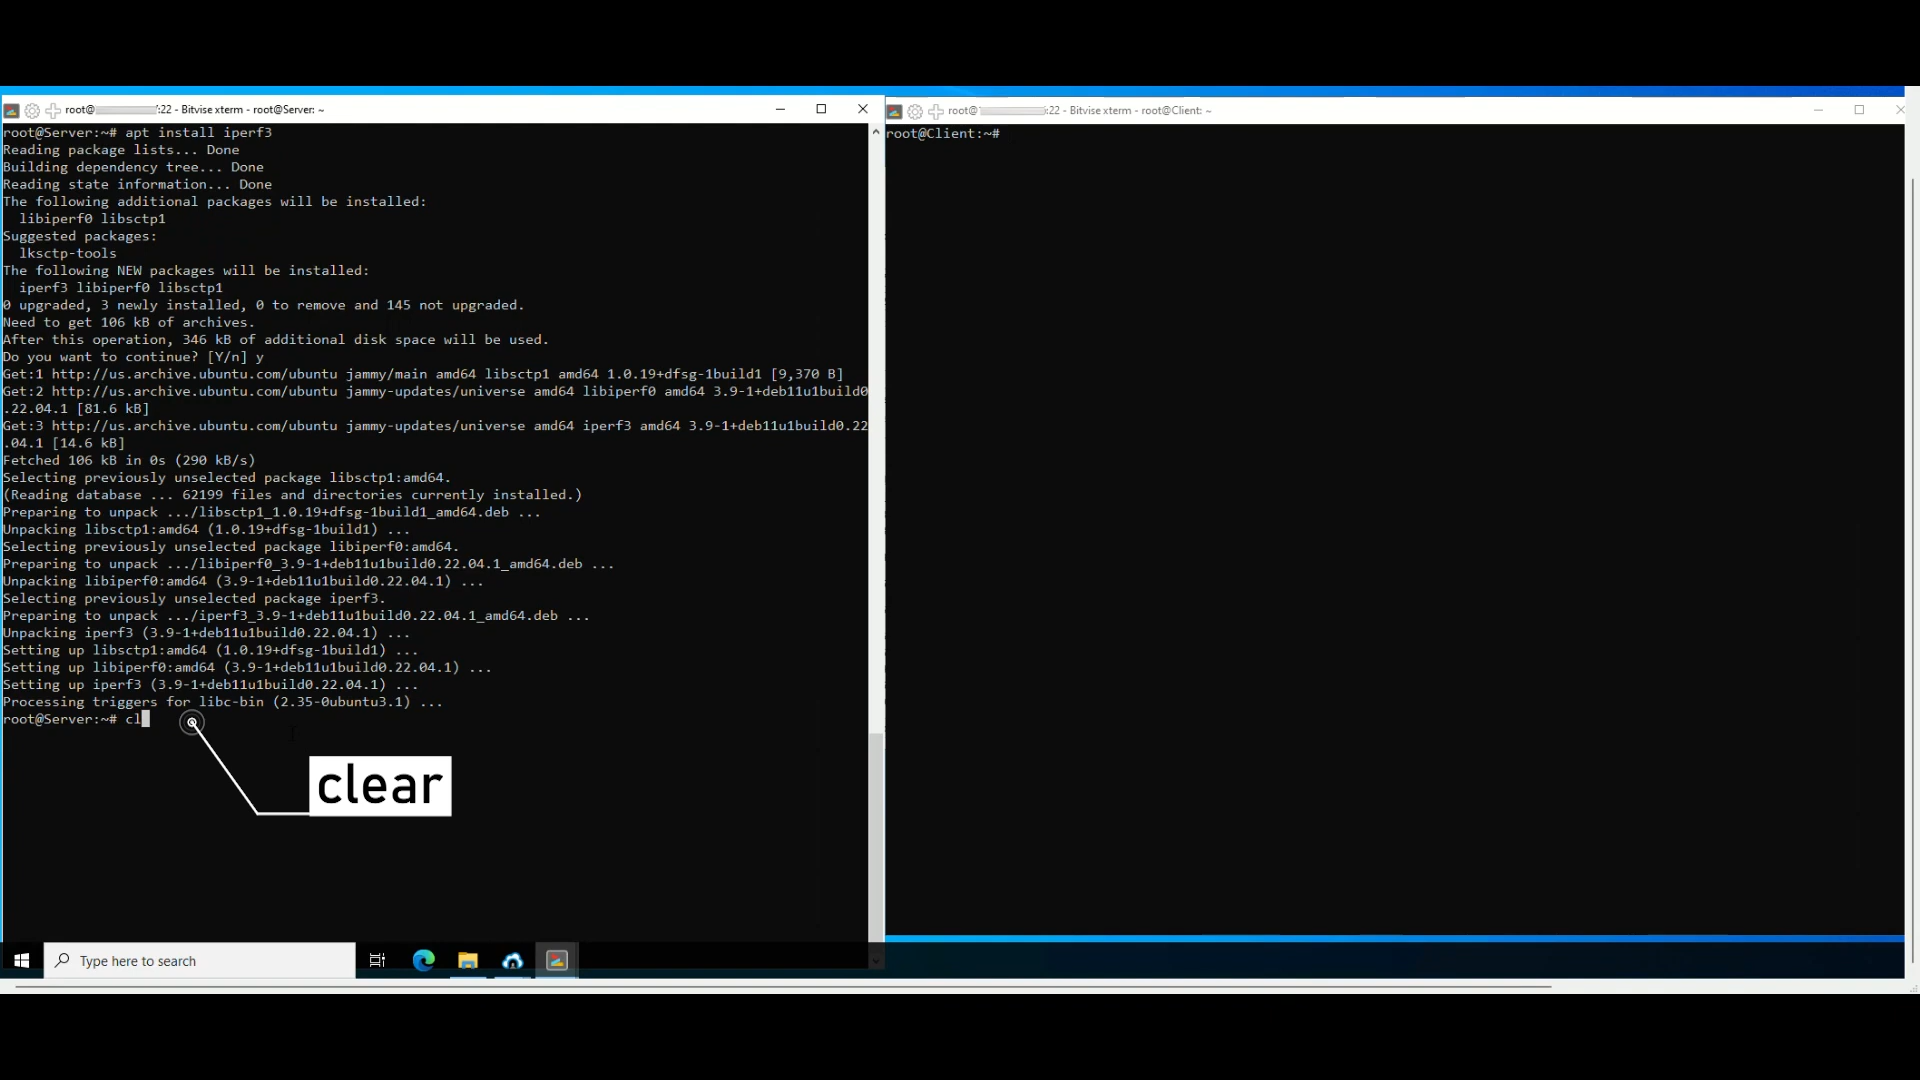 root@ :22 - Bitvise xterm - root@Server: ~
root@Server:~# apt install iperf3
Reading package lists... Done
Building dependency tree... Done
Reading state information... Done
The following additional packages will be installed:
libiperf0 libsctp1
Suggested packages:
lksctp-tools
The following NEW packages will be installed:
iperf3 libiperf0 libsctp1
0 upgraded, 3 newly installed, 0 to remove and 145 not upgraded.
Need to get 106 kB of archives.
After this operation, 346 kB of additional disk space will be used.
Do you want to continue? [Y/n] y
Get:1 http://us.archive.ubuntu.com/ubuntu jammy/main amd64 libsctp1 amd64 1.0.19+dfsg-1build1 [9,370 B]
Get:2 http://us.archive.ubuntu.com/ubuntu jammy-updates/universe amd64 libiperf0 amd64 3.9-1+deb11u1build0
.22.04.1 [81.6 kB]
Get:3 http://us.archive.ubuntu.com/ubuntu jammy-updates/universe amd64 iperf3 amd64 3.9-1+deb11u1build0.22
.04.1 [14.6 kB]
Fetched 106 kB in 0s (290 kB/s)
Selecting previously unselected package libsctp1:amd64.
(Reading database ... 62199 files and directories currently installed.)
Preparing to unpack .../libsctp1_1.0.19+dfsg-1build1_amd64.deb ...
Unpacking libsctp1:amd64 (1.0.19+dfsg-1build1) ...
Selecting previously unselected package libiperf0:amd64.
Preparing to unpack .../libiperf0_3.9-1+deb11u1build0.22.04.1_amd64.deb ...
Unpacking libiperf0:amd64 (3.9-1+deb11u1build0.22.04.1) ...
Selecting previously unselected package iperf3.
Preparing to unpack .../iperf3_3.9-1+deb11u1build0.22.04.1_amd64.deb ...
Unpacking iperf3 (3.9-1+deb11u1build0.22.04.1) ...
Setting up libsctp1:amd64 (1.0.19+dfsg-1build1) ...
Setting up libiperf0:amd64 (3.9-1+deb11u1build0.22.04.1) ...
Setting up iperf3 (3.9-1+deb11u1build0.22.04.1) ...
Processing triggers for libc-bin (2.35-0ubuntu3.1) ...
root@Server:~# cl
clear
Type here to search
root@ :22 - Bitvise xterm - root@Client: ~
root@Client:~#